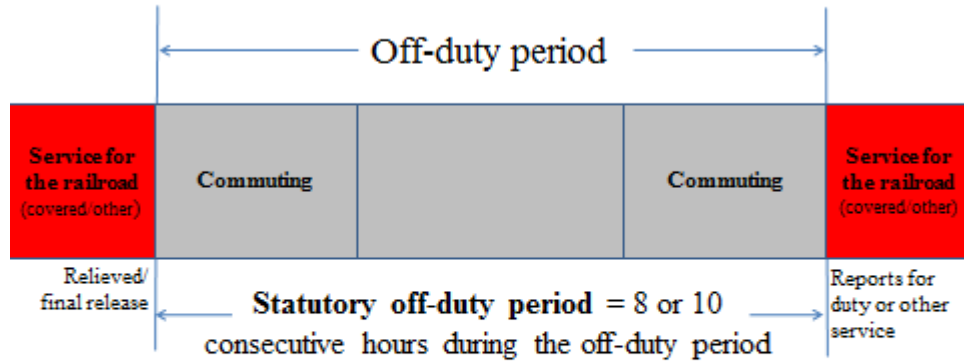 Off-duty period
Service for
the railroad
(covered/other)
Commuting
Commuting
Service for
the railroad
(covered/other)
Relieved/
final release
Statutory off-duty period = 8 or 10
consecutive hours during the off-duty period
Reports for
duty or other
service